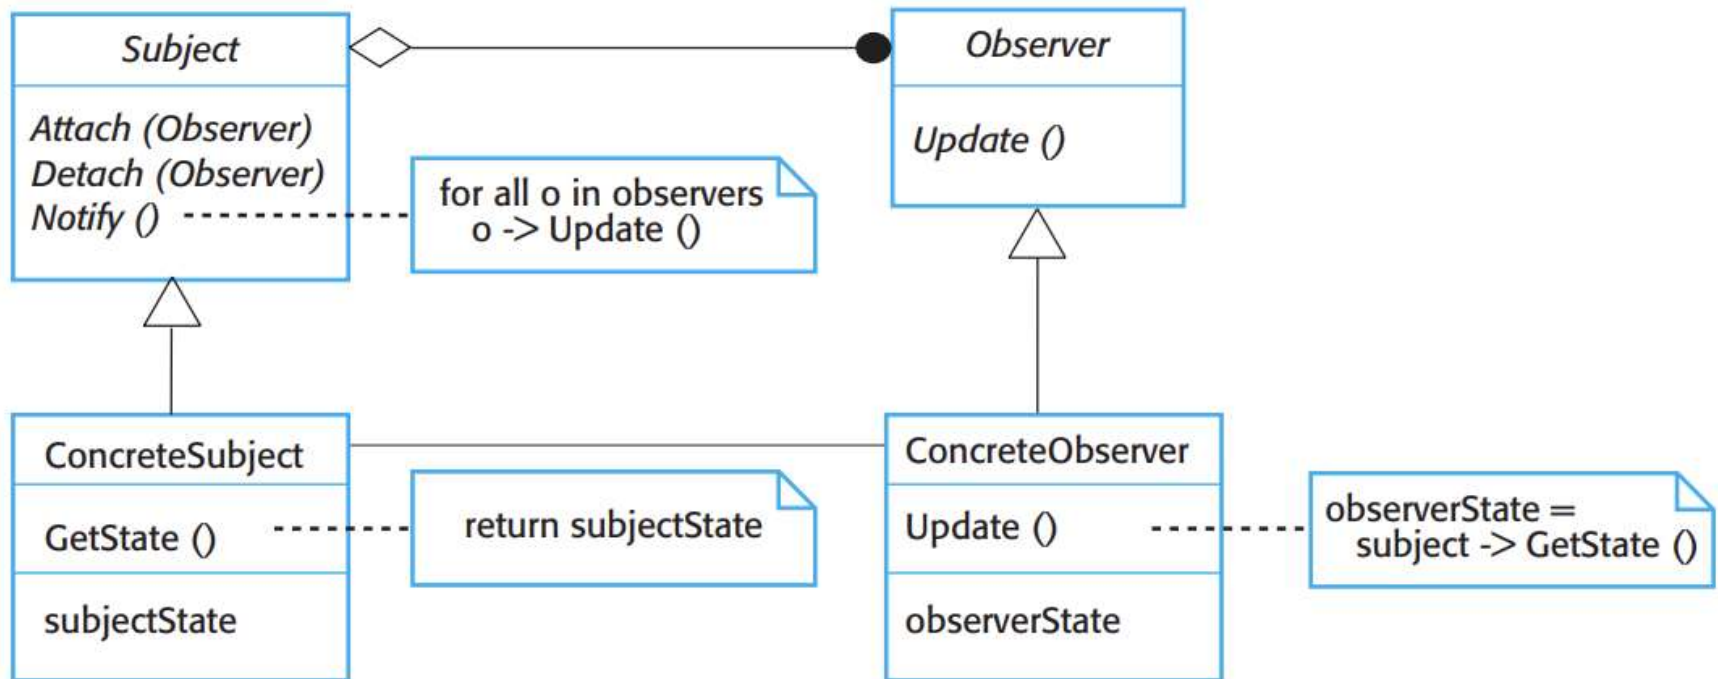 Subject
Attach (Observer)
Detach (Observer)
Notify ()
for all o in observers
o -> Update ()
Observer
Update ()
ConcreteSubject
GetState ()
subjectState
return subjectState
ConcreteObserver
Update ()
observerState
observerState =
subject -> GetState ()